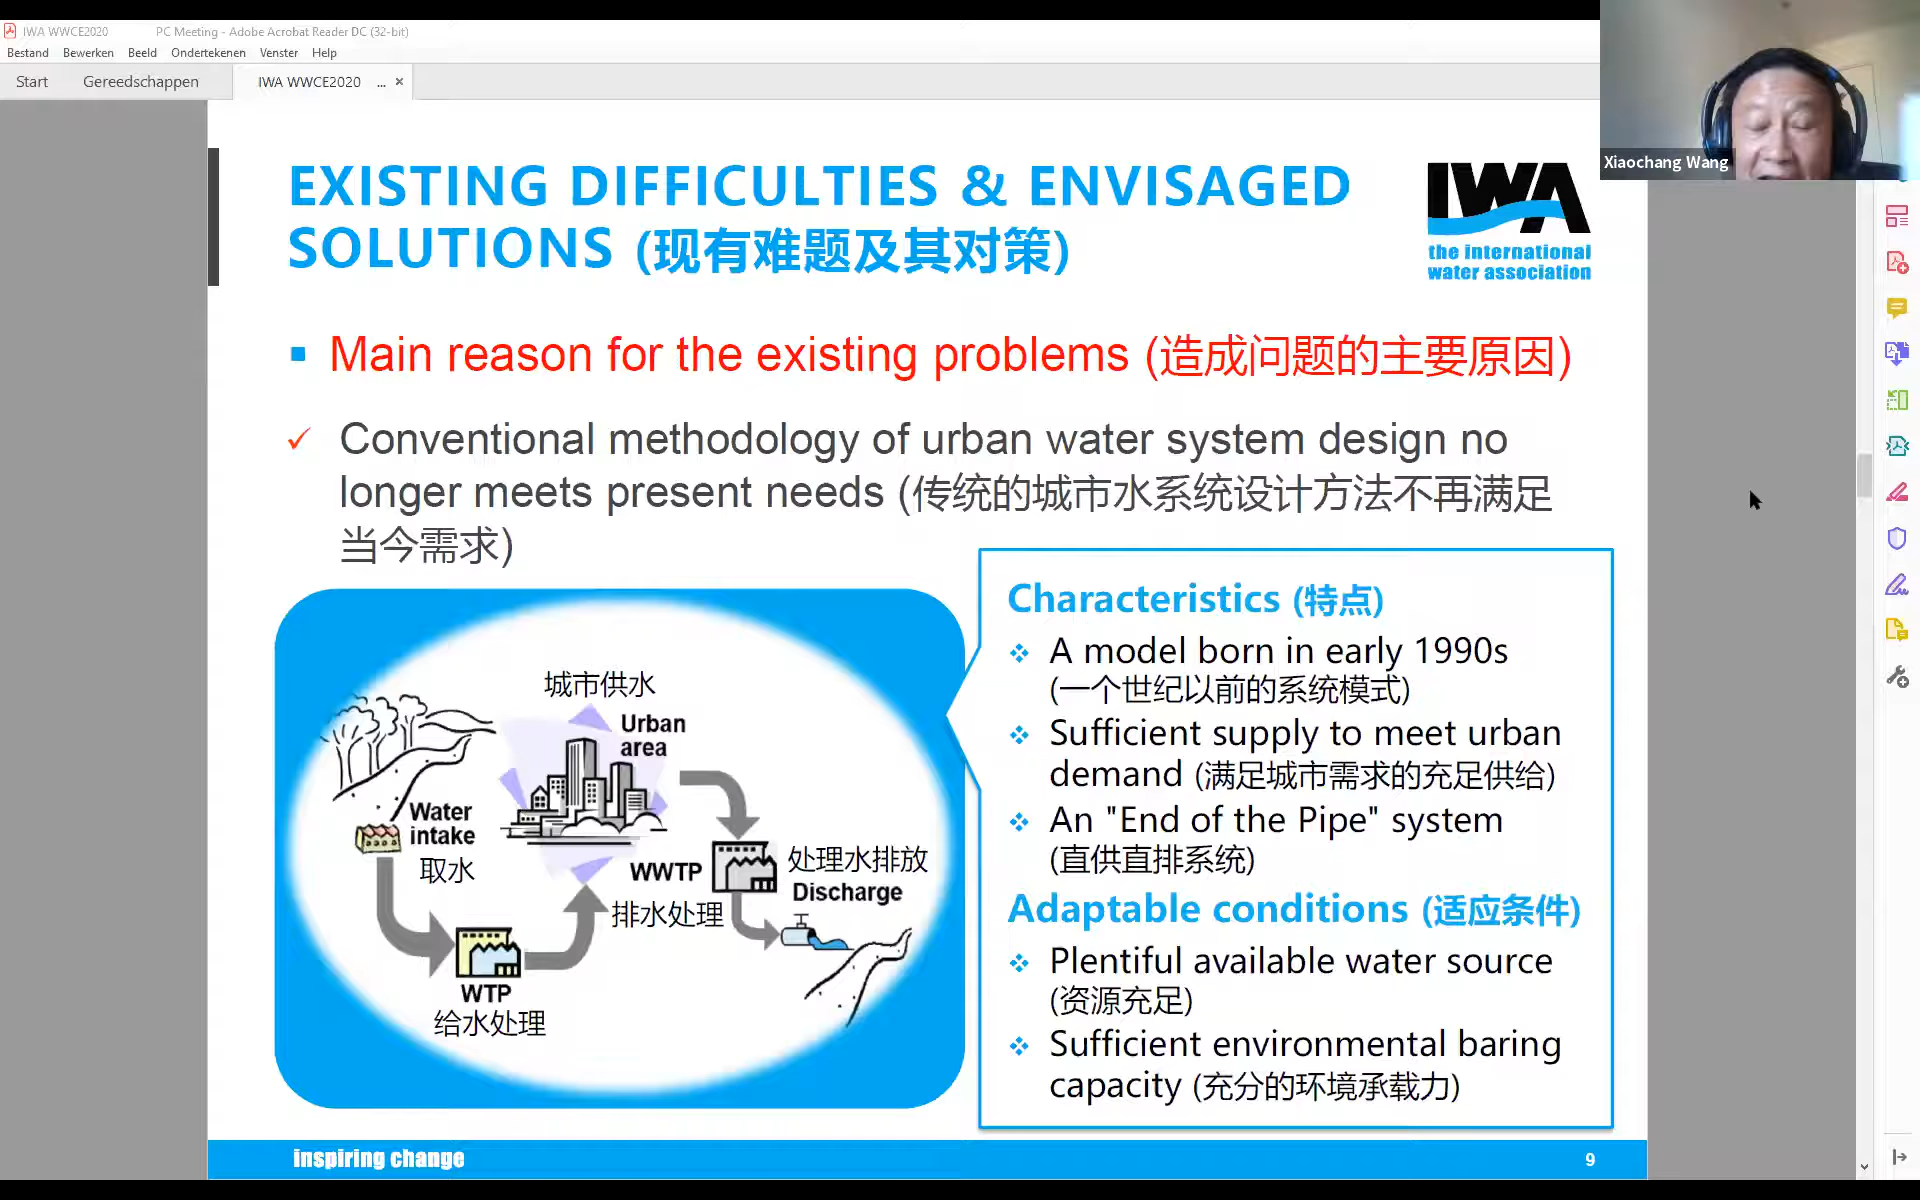 IWA WWCE2020 PC Meeting - Adobe Acrobat Reader DC (32-bit)
Bestand Bewerken Beeld Ondertekenen Venster Help
Start Gereedschappen IWA WWCE2020 ... ×
Xiaochang Wang
EXISTING DIFFICULTIES & ENVISAGED
SOLUTIONS (现有难题及其对策)
IWA
the international
water association
Main reason for the existing problems (造成问题的主要原因)
Conventional methodology of urban water system design no
longer meets present needs (传统的城市水系统设计方法不再满足
当今需求)
城市供水
Urban
area
Water
intake
取水
WWTP
排水处理
处理水排放
Discharge
WTP
给水处理
Characteristics (特点)
A model born in early 1990s
(一个世纪以前的系统模式)
Sufficient supply to meet urban
demand (满足城市需求的充足供给)
An "End of the Pipe" system
(直供直排系统)
Adaptable conditions (适应条件)
Plentiful available water source
(资源充足)
Sufficient environmental baring
capacity (充分的环境承载力)
inspiring change
9